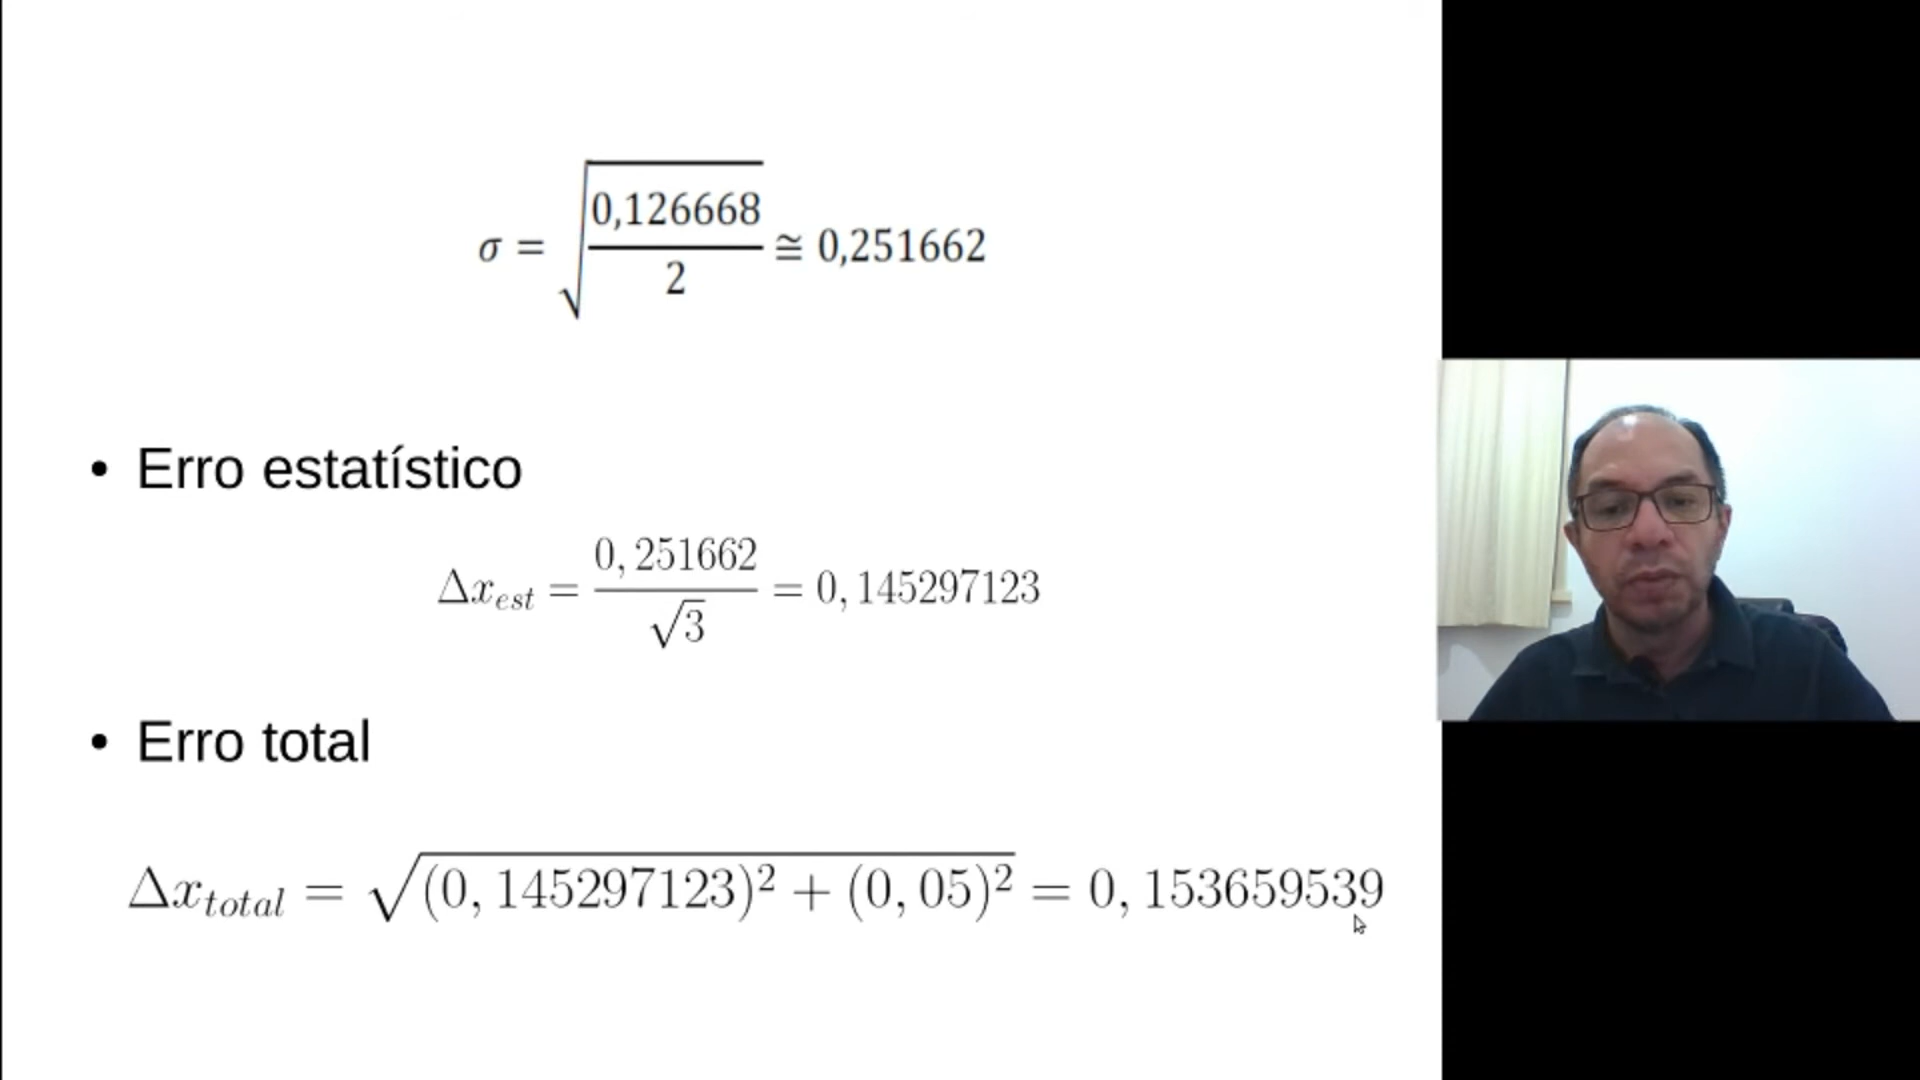 σ = √(0,126668 / 2) ≅ 0,251662
• Erro estatístico
Δx_est = 0, 251662 / √3 = 0, 145297123
• Erro total
Δx_total = √((0, 145297123)² + (0, 05)²) = 0, 153659539